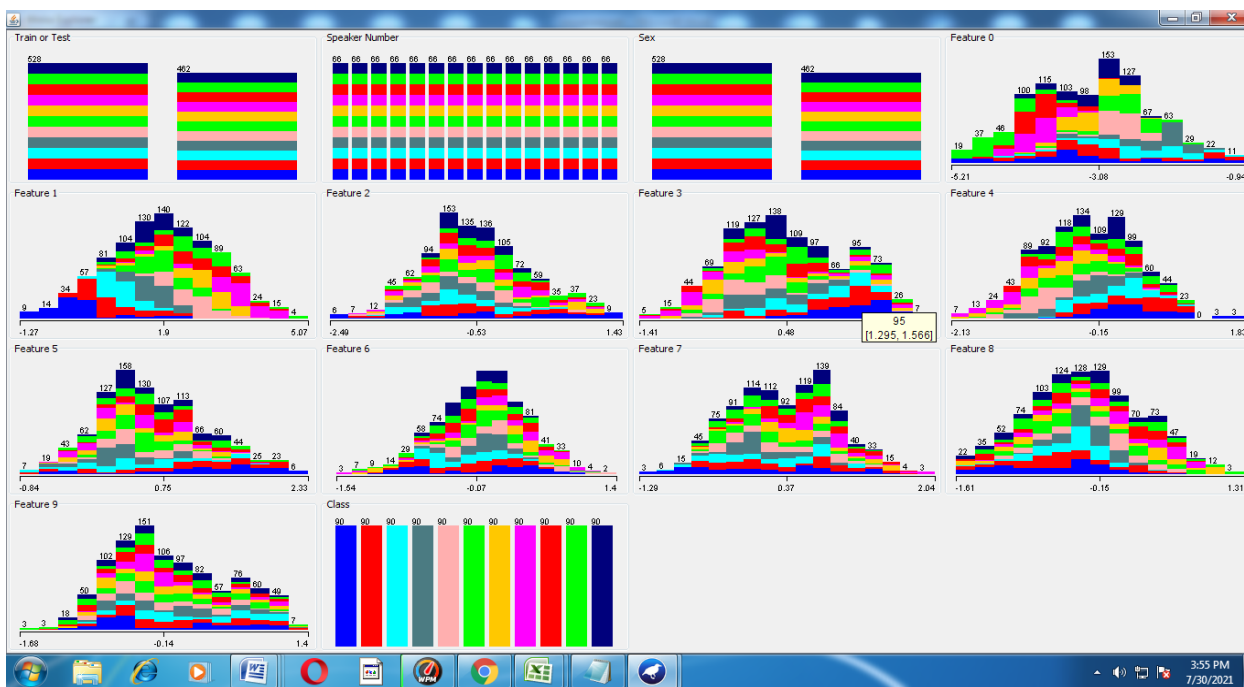 Train or Test
528
462
Speaker Number
66 66 66 66 66 66 66 66 66 66 66 66 66 66 66
Sex
528
462
Feature 0
19 37 46 100 115 103 98 153 127 67 63 29 22 11
-5.21 -3.08 -0.94
Feature 1
9 14 34 57 81 104 130 140 122 104 89 63 24 15 4
-1.27 1.9 5.07
Feature 2
6 7 12 45 62 94 153 135 136 105 72 59 35 37 23 9
-2.49 -0.53 1.43
Feature 3
5 15 44 69 119 127 138 109 97 66 95 73 26 7
-1.41 0.48
95
[1.295, 1.566]
Feature 4
7 13 24 43 89 92 118 134 109 129 99 60 44 23 0 3 3
-2.13 -0.15 1.83
Feature 5
7 19 43 62 127 158 130 107 113 66 60 44 25 23 6
-0.84 0.75 2.33
Feature 6
3 7 9 14 29 58 74 81 41 33 10 4 2
-1.54 -0.07 1.4
Feature 7
3 6 15 45 75 91 114 112 92 119 139 84 40 33 15 4 3
-1.29 0.37 2.04
Feature 8
22 35 52 74 103 124 128 129 99 70 73 47 19 12 3
-1.61 -0.15 1.31
Feature 9
3 3 18 50 102 129 151 106 97 82 57 76 60 49 7
-1.68 -0.14 1.4
Class
90 90 90 90 90 90 90 90 90 90 90
WPM
3:55 PM
7/30/2021